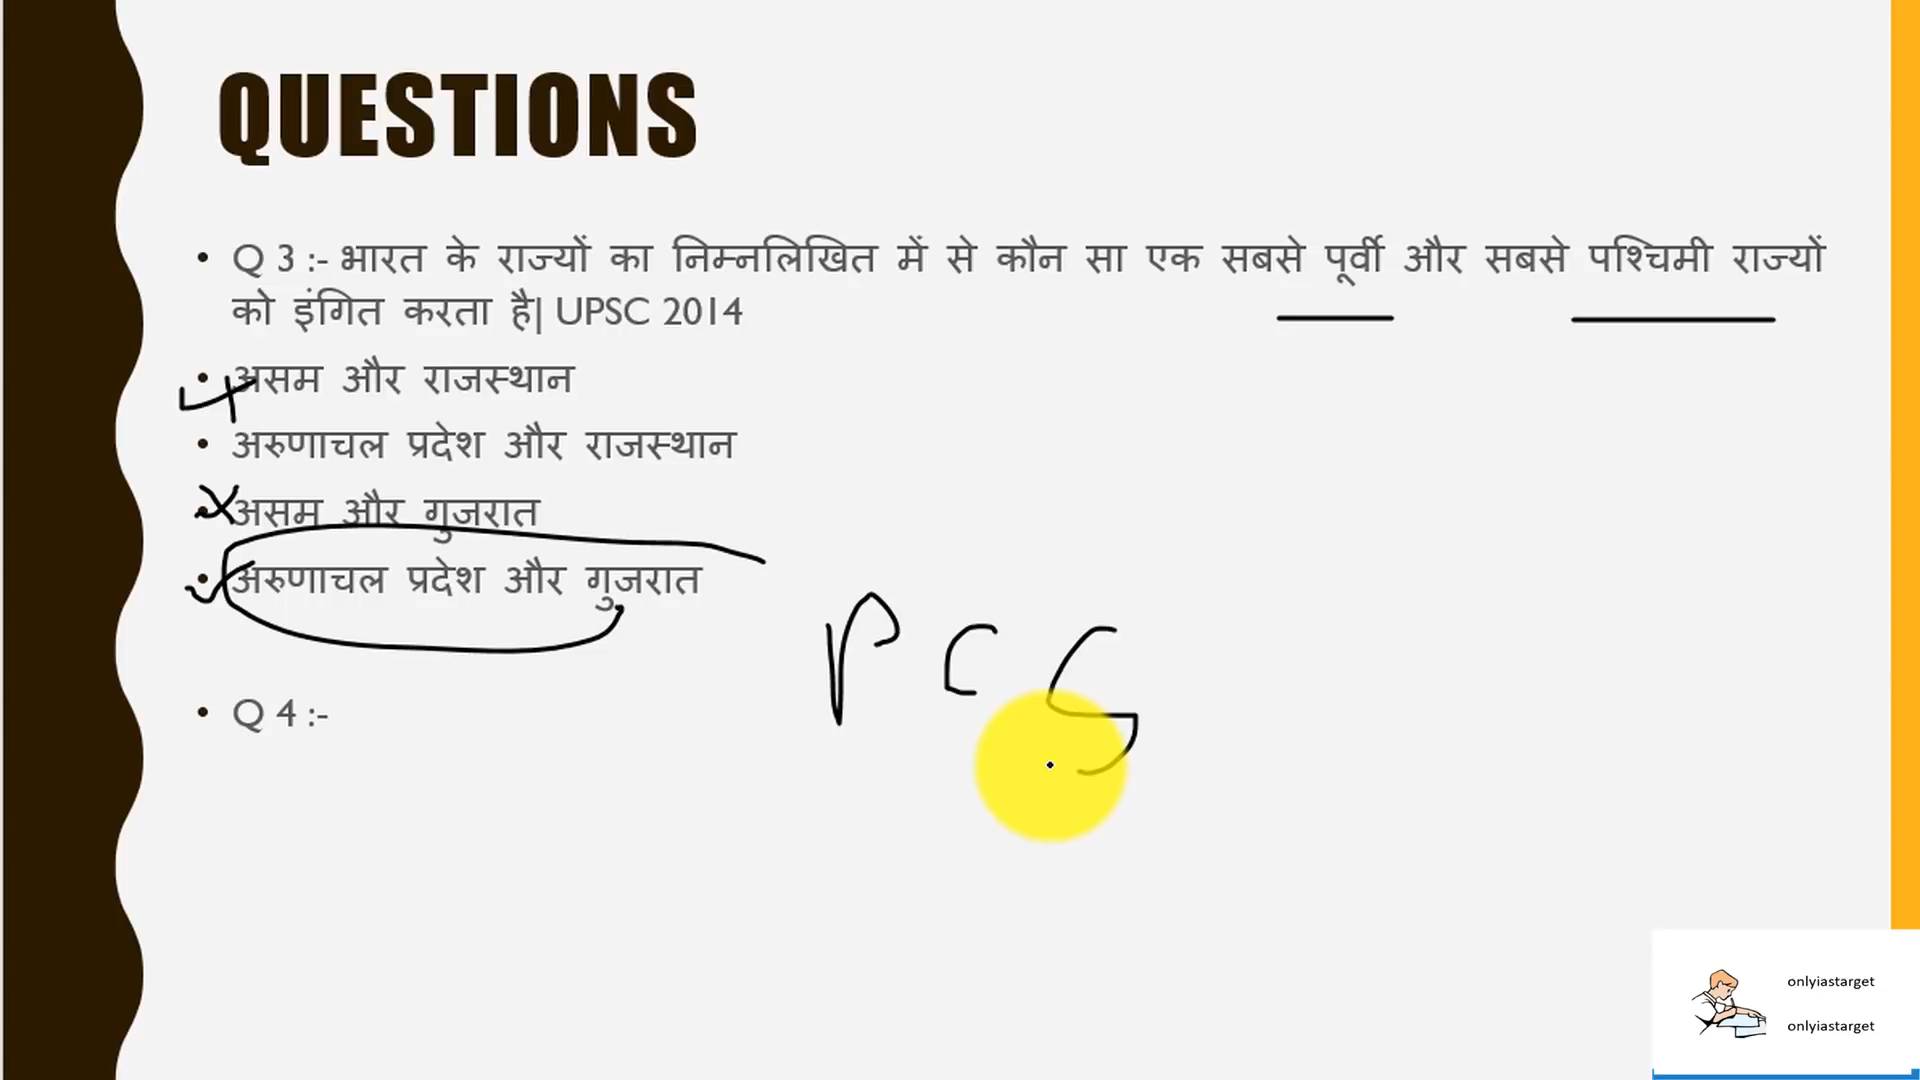 QUESTIONS
• Q 3 :- भारत के राज्यों का निम्नलिखित में से कौन सा एक सबसे पूर्वी और सबसे पश्चिमी राज्यों
को इंगित करता है| UPSC 2014
• असम और राजस्थान
• अरुणाचल प्रदेश और राजस्थान
• असम और गुजरात
• अरुणाचल प्रदेश और गुजरात
PCS
• Q 4 :-
onlyiastarget
onlyiastarget